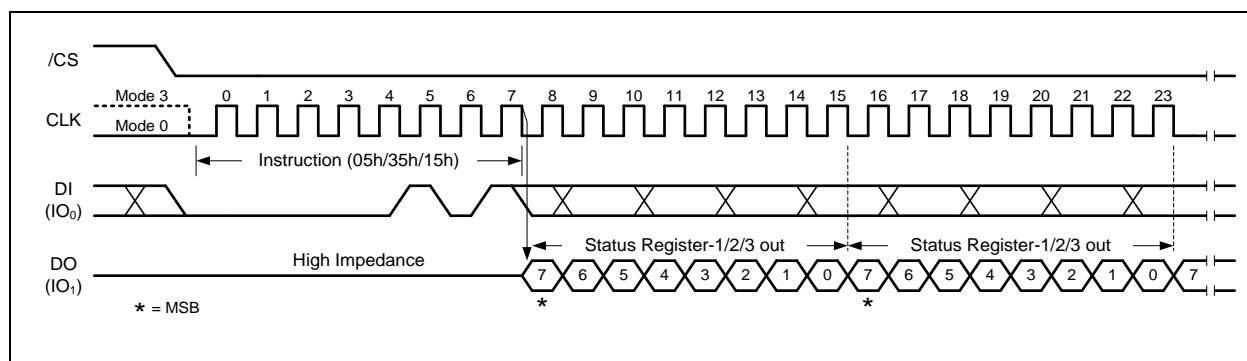 /CS
Mode 3
0 1 2 3 4 5 6 7 8 9 10 11 12 13 14 15 16 17 18 19 20 21 22 23
CLK
Mode 0
Instruction (05h/35h/15h)
DI
(IO₀)
Status Register-1/2/3 out Status Register-1/2/3 out
High Impedance
DO
(IO₁)
7 6 5 4 3 2 1 0 7 6 5 4 3 2 1 0 7
* *
* = MSB